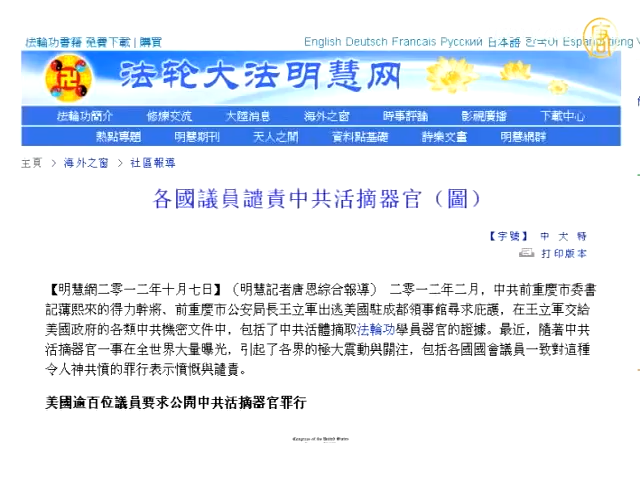 法輪功書籍 免費下載 | 購買
English Deutsch Francais Русский 日本語 한국어 Español
法轮大法明慧网
法輪功簡介 修煉交流 大陸消息 海外之窗 時事評論 影視廣播 下載中心
熱點專題 明慧期刊 天人之間 資料點基礎 詩樂文畫 明慧網群
主頁 > 海外之窗 > 社區報導
各國議員譴責中共活摘器官（圖）
【字號】 中 大 特
打印版本
【明慧網二零一二年十月七日】（明慧記者唐恩綜合報導） 二零一二年二月，中共前重慶市委書
記薄熙來的得力幹將、前重慶市公安局長王立軍出逃美國駐成都領事館尋求庇護，在王立軍交給
美國政府的各類中共機密文件中，包括了中共活體摘取法輪功學員器官的證據。最近，隨著中共
活摘器官一事在全世界大量曝光，引起了各界的極大震動與關注，包括各國國會議員一致對這種
令人神共憤的罪行表示憤慨與譴責。
美國逾百位議員要求公開中共活摘器官罪行
Congress of the United States